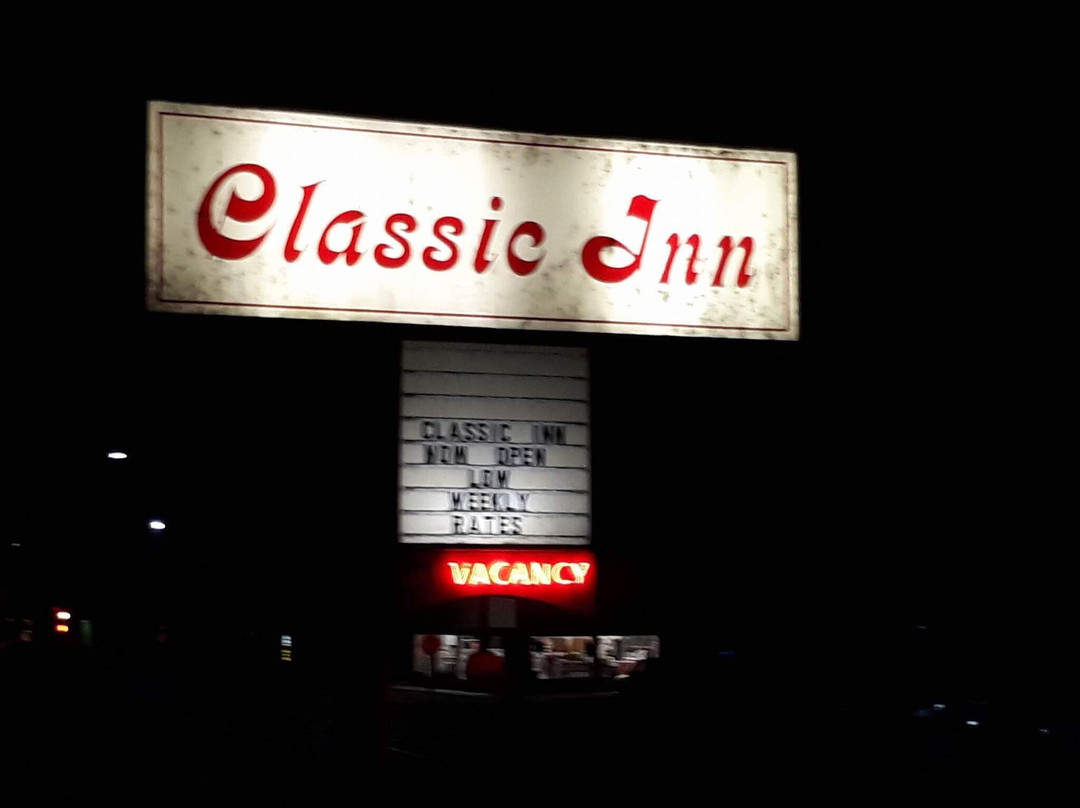 Classic Inn
CLASSIC INN
NOW OPEN
LOW
WEEKLY
RATES
VACANCY